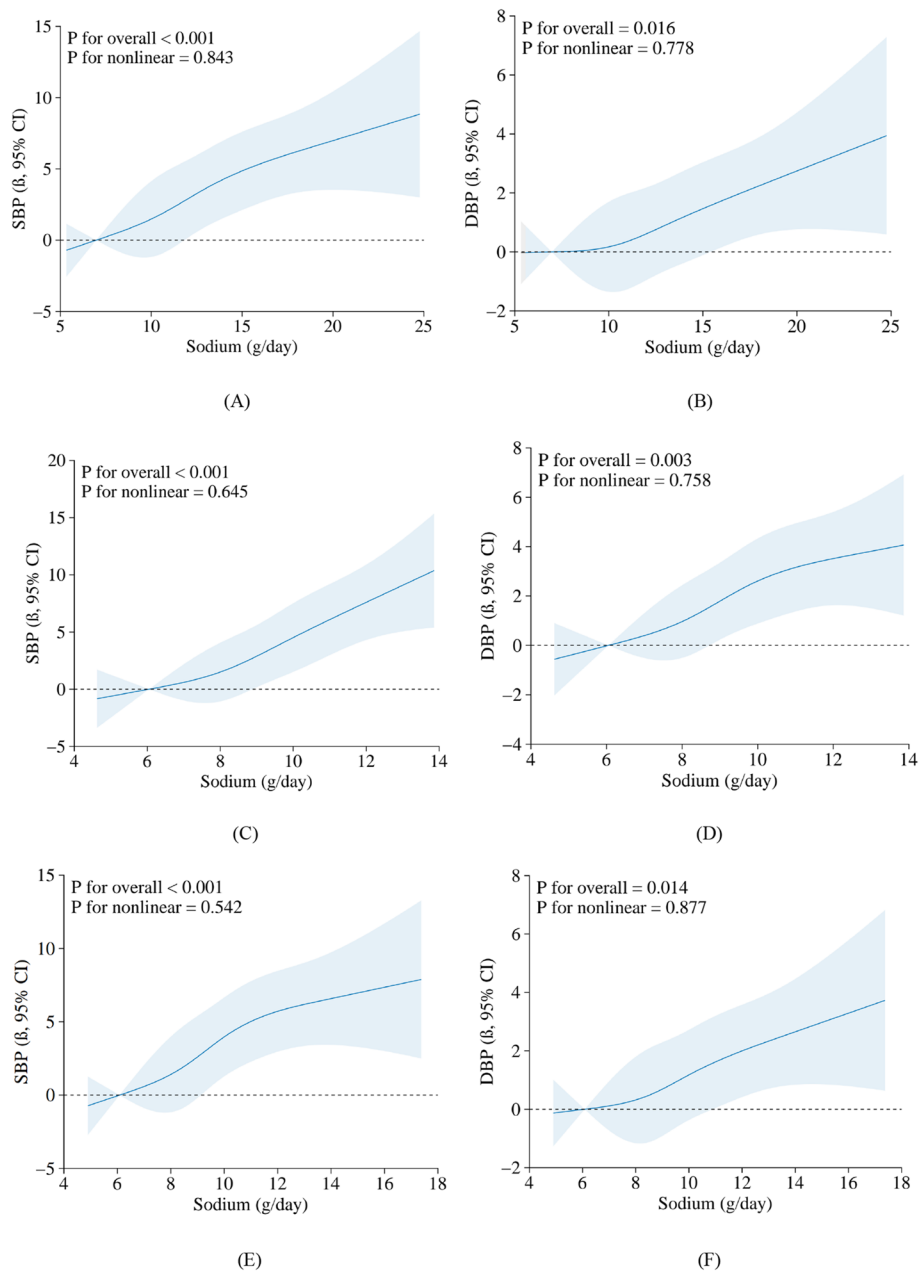 P for overall < 0.001
P for nonlinear = 0.843
SBP (ß, 95% CI)
15
10
5
0
−5
5 10 15 20 25
Sodium (g/day)
(A)
P for overall = 0.016
P for nonlinear = 0.778
DBP (ß, 95% CI)
8
6
4
2
0
−2
5 10 15 20 25
Sodium (g/day)
(B)
P for overall < 0.001
P for nonlinear = 0.645
SBP (ß, 95% CI)
20
15
10
5
0
−5
4 6 8 10 12 14
Sodium (g/day)
(C)
P for overall = 0.003
P for nonlinear = 0.758
DBP (ß, 95% CI)
8
6
4
2
0
−2
−4
4 6 8 10 12 14
Sodium (g/day)
(D)
P for overall < 0.001
P for nonlinear = 0.542
SBP (ß, 95% CI)
15
10
5
0
−5
4 6 8 10 12 14 16 18
Sodium (g/day)
(E)
P for overall = 0.014
P for nonlinear = 0.877
DBP (ß, 95% CI)
8
6
4
2
0
−2
4 6 8 10 12 14 16 18
Sodium (g/day)
(F)